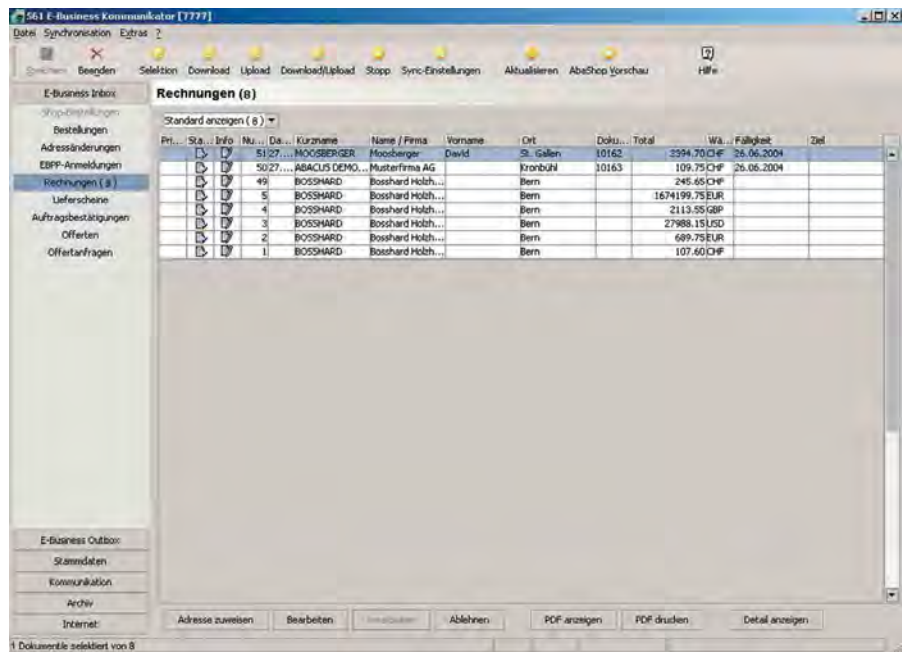 S61 E-Business Kommunikator [7777]
Datei Synchronisation Extras ?
Speichern Beenden Selektion Download Upload Download/Upload Stopp Sync-Einstellungen Aktualisieren AbaShop Vorschau Hilfe
E-Business Inbox
Rechnungen (8)
Shop-Bestellungen
Bestellungen
Adressänderungen
EBPP-Anmeldungen
Rechnungen ( 8 )
Lieferscheine
Auftragsbestätigungen
Offerten
Offertanfragen
Standard anzeigen ( 8 )
Pri... Sta... Info Nu... Da... Kurzname Name / Firma Vorname Ort Doku... Total Wä... Fälligkeit Ziel
51 27.... MOOSBERGER Moosberger David St. Gallen 10162 2394.70 CHF 26.06.2004
50 27.... ABACUS DEMO... Musterfirma AG Kronbühl 10163 109.75 CHF 26.06.2004
49 BOSSHARD Bosshard Holzh... Bern 245.65 CHF
5 BOSSHARD Bosshard Holzh... Bern 1674199.75 EUR
4 BOSSHARD Bosshard Holzh... Bern 2113.55 GBP
3 BOSSHARD Bosshard Holzh... Bern 27988.15 USD
2 BOSSHARD Bosshard Holzh... Bern 689.75 EUR
1 BOSSHARD Bosshard Holzh... Bern 107.60 CHF
E-Business Outbox
Stammdaten
Kommunikation
Archiv
Internet
Adresse zuweisen Bearbeiten Ablehnen PDF anzeigen PDF drucken Detail anzeigen
1 Dokument/e selektiert von 8